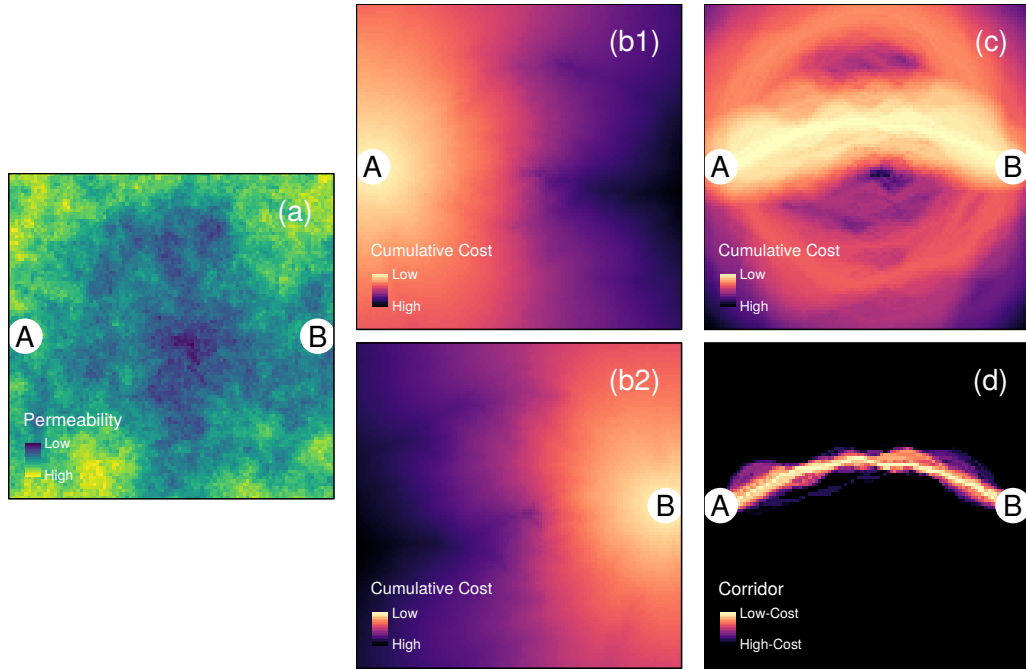 (a)
A
B
Permeability
Low
High
(b1)
A
Cumulative Cost
Low
High
(b2)
B
Cumulative Cost
Low
High
(c)
A
B
Cumulative Cost
Low
High
(d)
A
B
Corridor
Low-Cost
High-Cost